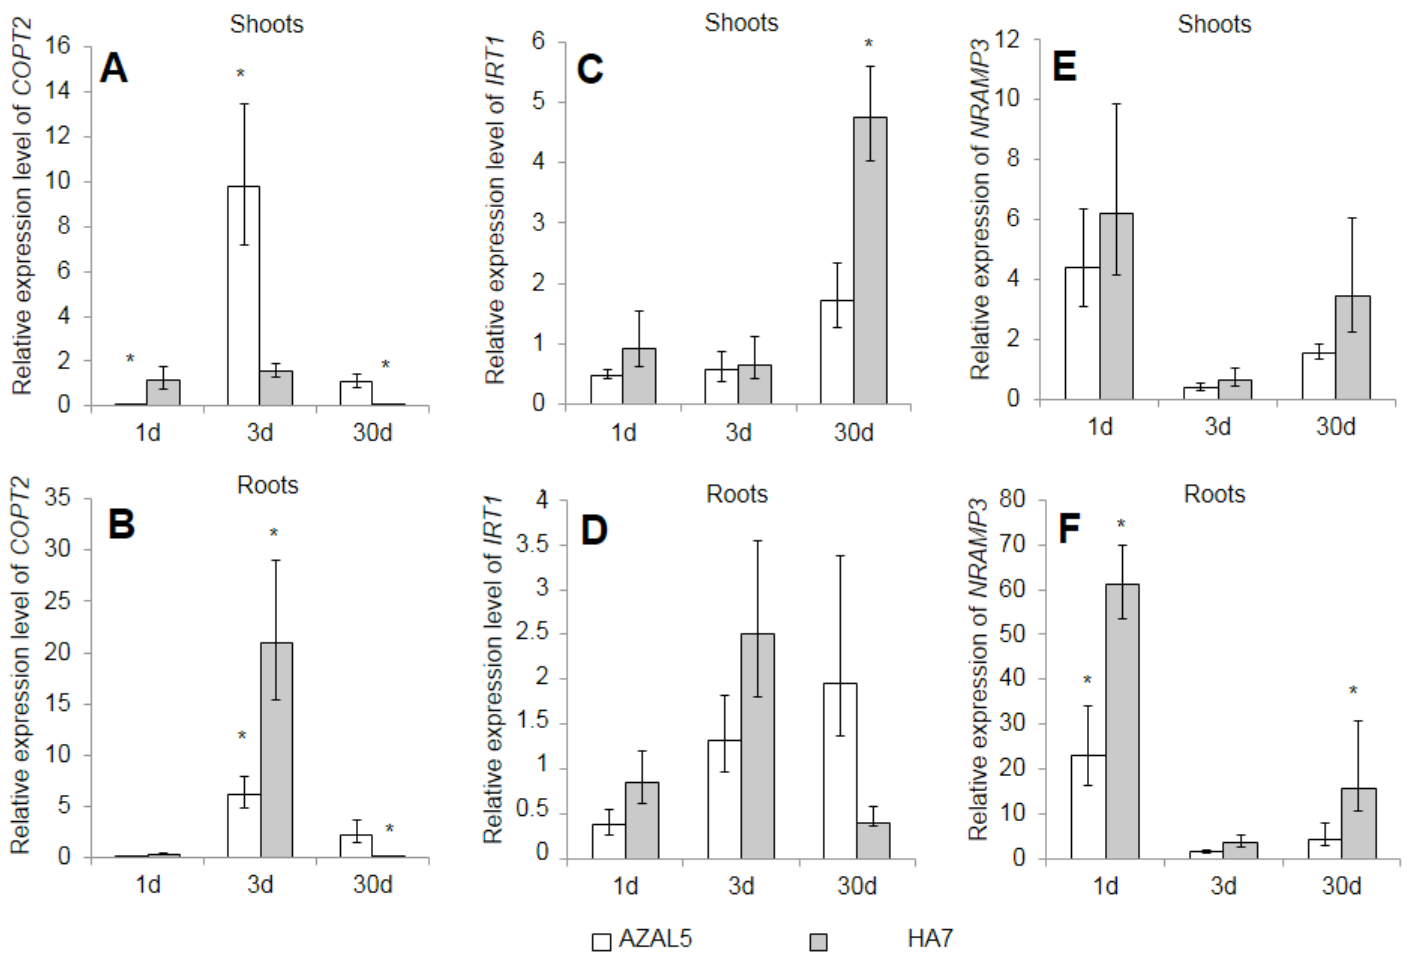 Shoots
A
Relative expression level of COPT2
16
14
12
10
8
6
4
2
0
*
*
*
1d 3d 30d
Shoots
C
Relative expression level of IRT1
6
5
4
3
2
1
0
*
1d 3d 30d
Shoots
E
Relative expression of NRAMP3
12
10
8
6
4
2
0
1d 3d 30d
Roots
B
Relative expression level of COPT2
35
30
25
20
15
10
5
0
*
*
*
1d 3d 30d
Roots
D
Relative expression level of IRT1
4
3.5
3
2.5
2
1.5
1
0.5
0
1d 3d 30d
Roots
F
Relative expression of NRAMP3
80
70
60
50
40
30
20
10
0
*
*
*
1d 3d 30d
AZAL5 HA7